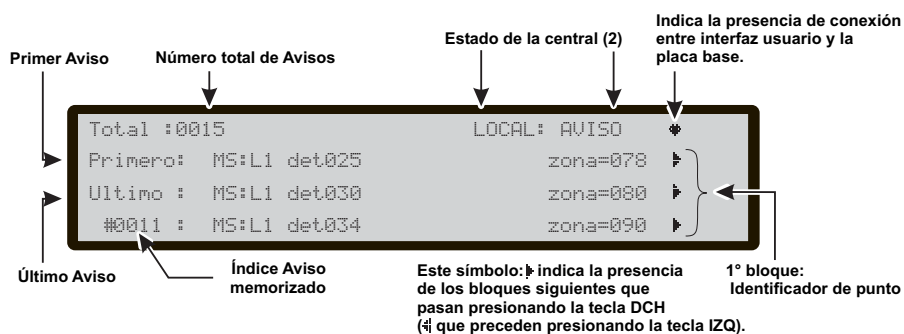 Indica la presencia de conexión
entre interfaz usuario y la
placa base.
Estado de la central (2)
Primer Aviso
Número total de Avisos
Total :0015 LOCAL: AVISO
Primero: MS:L1 det025 zona=078
Ultimo : MS:L1 det030 zona=080
#0011 : MS:L1 det034 zona=090
Último Aviso
Índice Aviso
memorizado
Este símbolo: indica la presencia
de los bloques siguientes que
pasan presionando la tecla DCH
( que preceden presionando la tecla IZQ).
1° bloque:
Identificador de punto